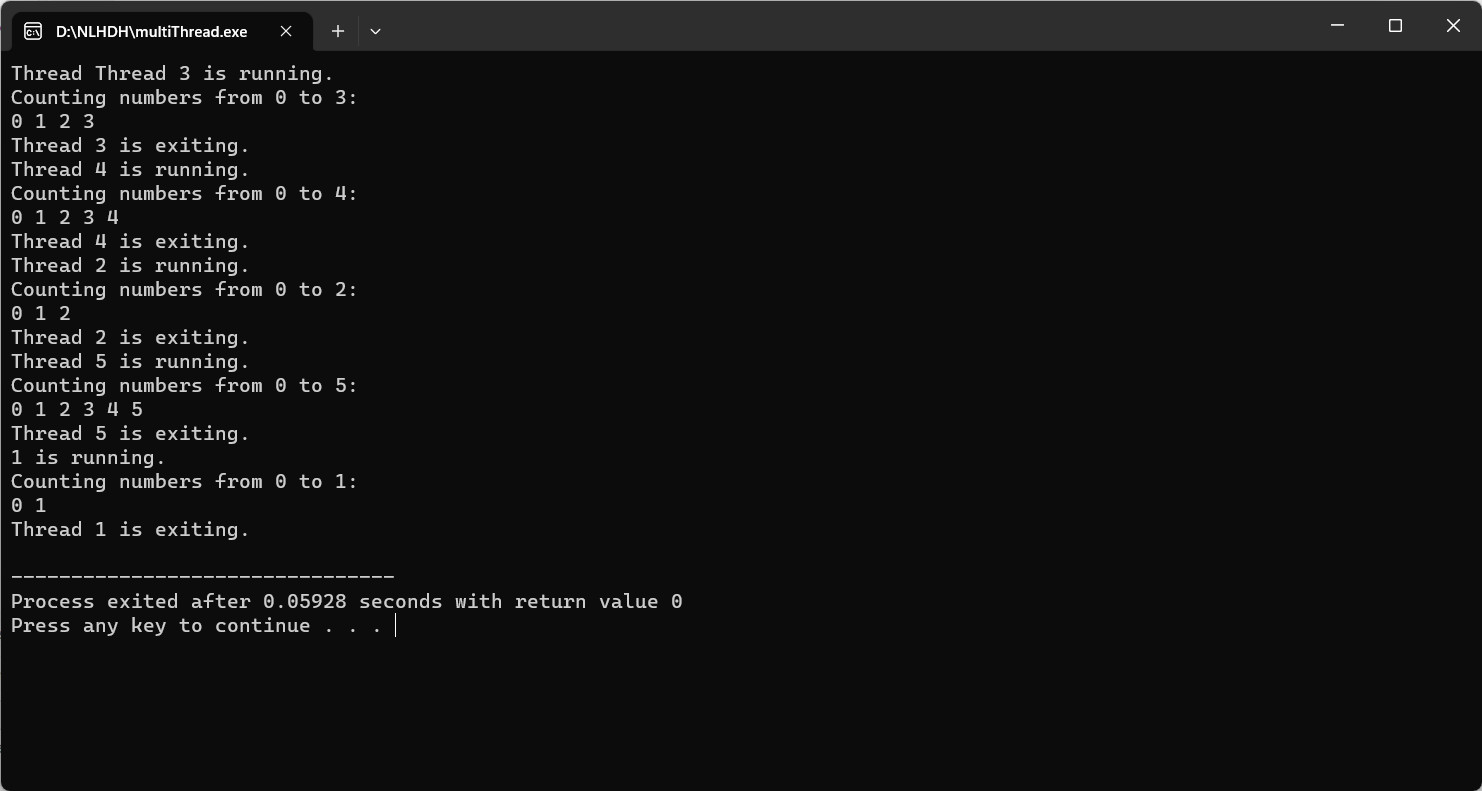 D:\NLHDH\multiThread.exe
Thread Thread 3 is running.
Counting numbers from 0 to 3:
0 1 2 3
Thread 3 is exiting.
Thread 4 is running.
Counting numbers from 0 to 4:
0 1 2 3 4
Thread 4 is exiting.
Thread 2 is running.
Counting numbers from 0 to 2:
0 1 2
Thread 2 is exiting.
Thread 5 is running.
Counting numbers from 0 to 5:
0 1 2 3 4 5
Thread 5 is exiting.
1 is running.
Counting numbers from 0 to 1:
0 1
Thread 1 is exiting.
--------------------------------
Process exited after 0.05928 seconds with return value 0
Press any key to continue . . .